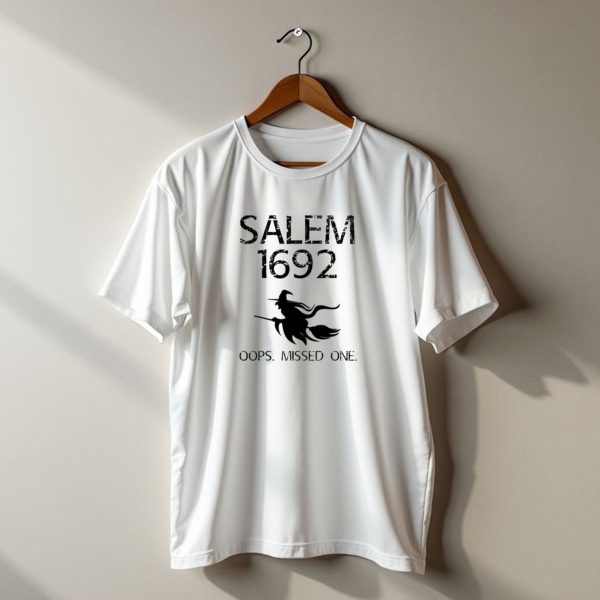 SALEM
1692
OOPS, MISSED ONE.